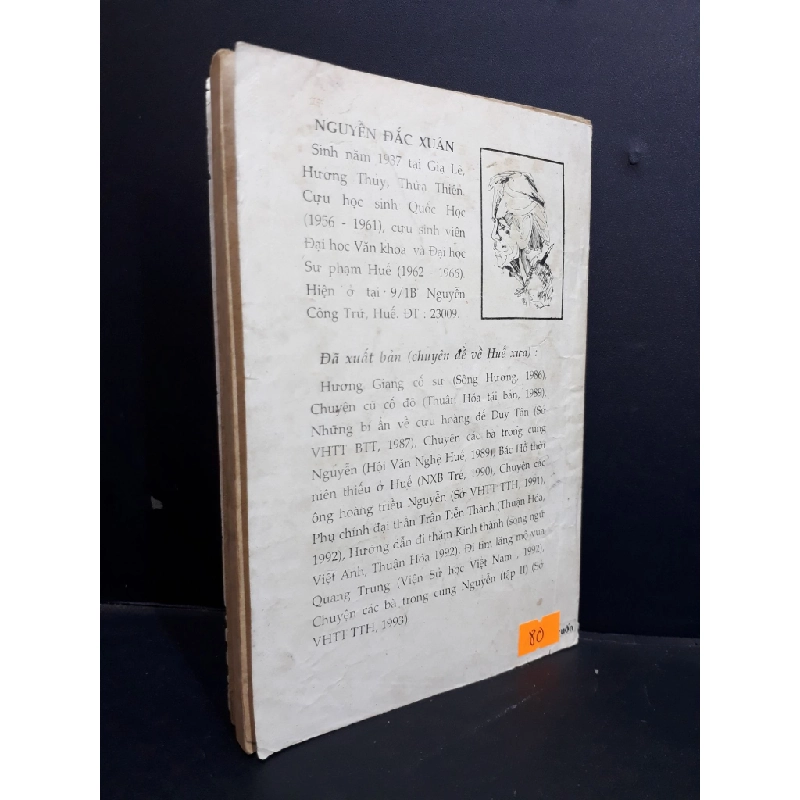 NGUYỄN ĐẮC XUÂN
Sinh năm 1937 tại Gia Lê,
Hương Thuỷ, Thừa Thiên.
Cựu học sinh Quốc Học
(1956 - 1961), cựu sinh viên
Đại học Văn khoa và Đại học
Sư phạm Huế (1962 - 1966).
Hiện ở tại 9/1B Nguyễn
Công Trứ, Huế. ĐT : 23009.
Đã xuất bản (chuyên đề về Huế xưa) :
Hương Giang cố sự (Sông Hương, 1986),
Chuyện cũ cố đô (Thuận Hóa tái bản, 1989),
Những bí ẩn về cựu hoàng đế Duy Tân (Sở
VHTT BTT, 1987), Chuyện các bà trong cung
Nguyễn (Hội Văn Nghệ Huế, 1989), Bác Hồ thời
niên thiếu ở Huế (NXB Trẻ, 1990), Chuyện các
ông hoàng triều Nguyễn (Sở VHTT TTH, 1991),
Phụ chính đại thần Trần Tiễn Thành (Thuận Hóa,
1992), Hướng dẫn đi thăm Kinh thành (song ngữ
Việt Anh, Thuận Hóa 1992), Đi tìm lăng mộ vua
Quang Trung (Viện Sử học Việt Nam , 1992),
Chuyện các bà trong cung Nguyễn (tập II) (Sở
VHTT TTH, 1993)
80